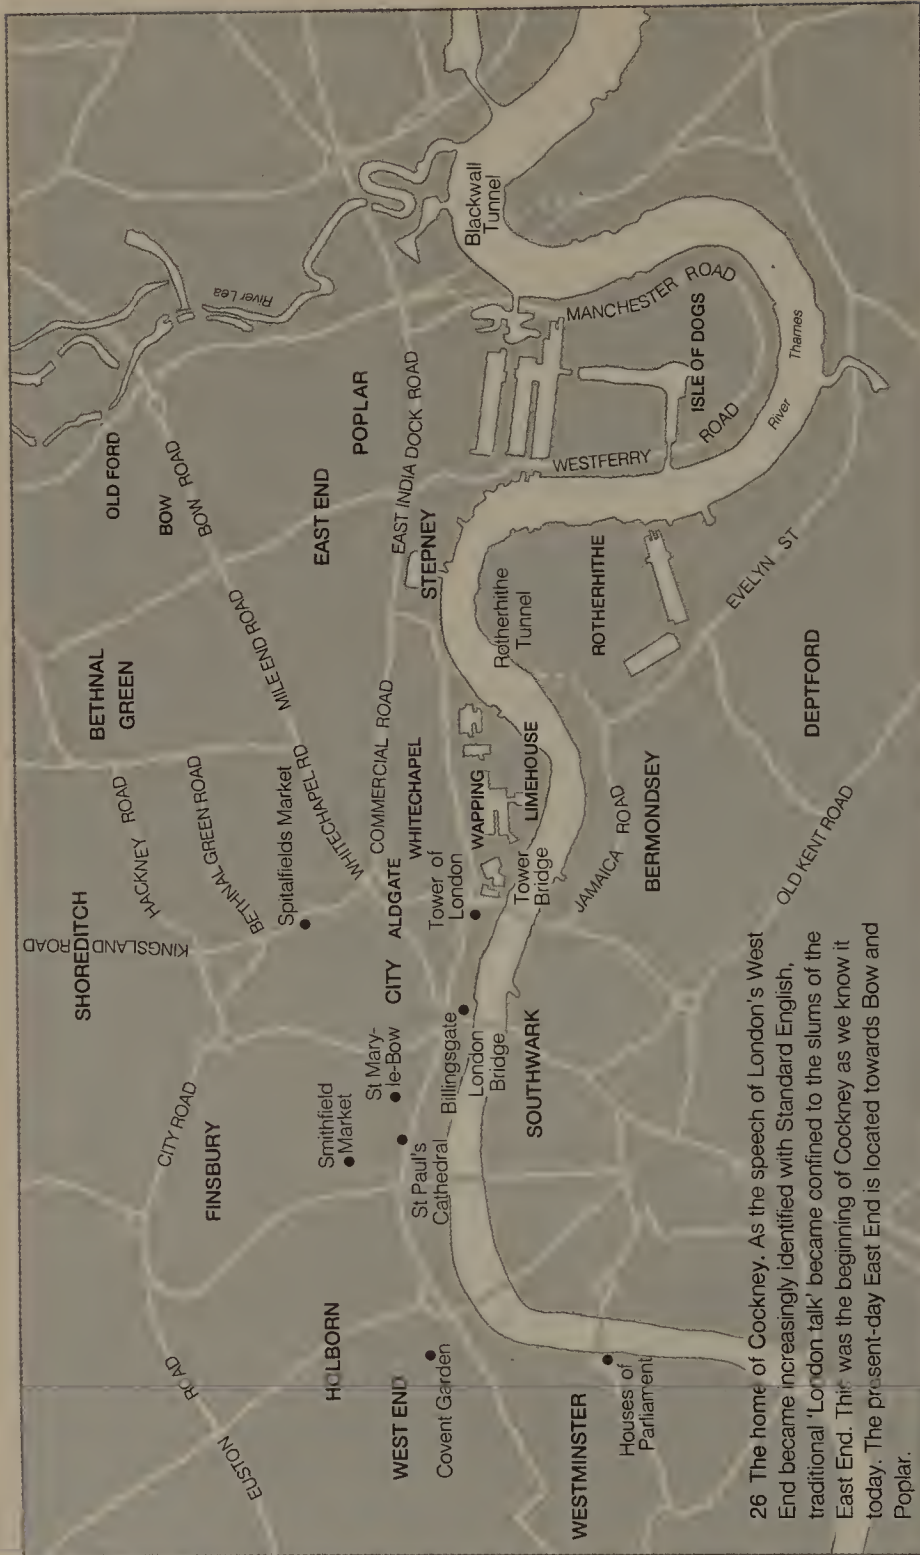 SHOREDITCH
KINGSLAND ROAD
HACKNEY ROAD
BETHNAL
GREEN
OLD FORD
BOW
BOW ROAD
River Lea
CITY ROAD
FINSBURY
BETHNAL GREEN ROAD
Spitalfields Market
MILE END ROAD
WHITECHAPEL RD
EAST END
POPLAR
EUSTON
ROAD
HOLBORN
Smithfield
Market
St Mary-
le-Bow
CITY
ALDGATE
COMMERCIAL ROAD
WHITECHAPEL
EAST INDIA DOCK ROAD
STEPNEY
WEST END
Covent Garden
St Paul's
Cathedral
Billingsgate
London
Bridge
Tower of
London
WAPPING
LIMEHOUSE
Tower
Bridge
Rotherhithe
Tunnel
Blackwall
Tunnel
MANCHESTER ROAD
ISLE OF DOGS
WESTFERRY
ROAD
River
Thames
WESTMINSTER
Houses of
Parliament
SOUTHWARK
JAMAICA ROAD
BERMONDSEY
ROTHERHITHE
EVELYN ST
DEPTFORD
OLD KENT ROAD
26 The home of Cockney. As the speech of London's West
End became increasingly identified with Standard English,
traditional 'London talk' became confined to the slums of the
East End. This was the beginning of Cockney as we know it
today. The present-day East End is located towards Bow and
Poplar.